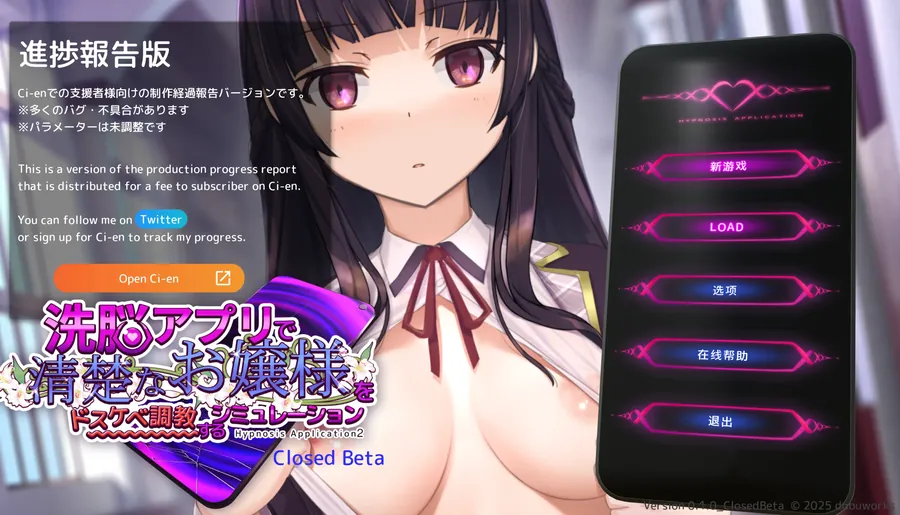 進捗報告版
Ci-enでの支援者様向けの制作経過報告バージョンです。
※多くのバグ・不具合があります
※パラメーターは未調整です
This is a version of the production progress report
that is distributed for a fee to subscriber on Ci-en.
You can follow me on Twitter
or sign up for Ci-en to track my progress.
Open Ci-en
洗脳アプリで
清楚なお嬢様を
ドスケベ調教するシミュレーション
Hypnosis Application2
Closed Beta
HYPNOSIS APPLICATION
新游戏
LOAD
选项
在线帮助
退出
Version 0.1.0_ClosedBeta © 2025